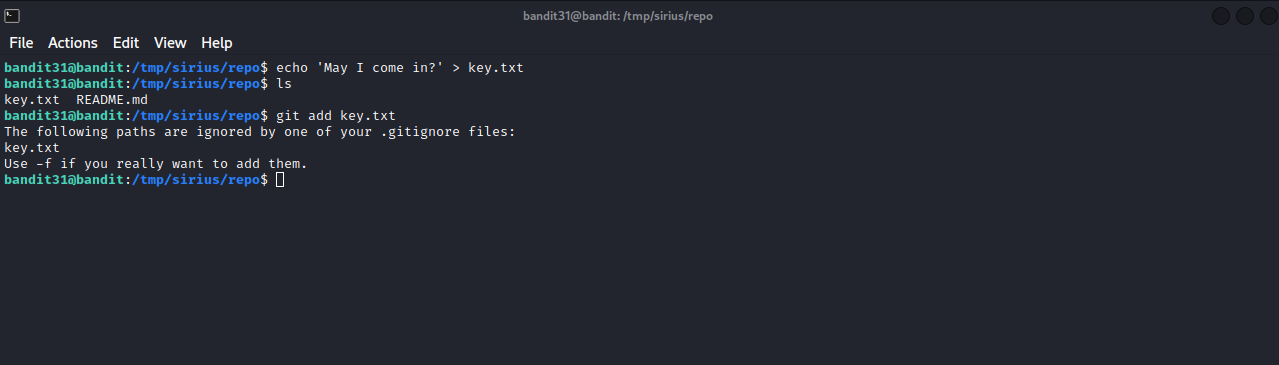 bandit31@bandit: /tmp/sirius/repo
File Actions Edit View Help
bandit31@bandit:/tmp/sirius/repo$ echo 'May I come in?' > key.txt
bandit31@bandit:/tmp/sirius/repo$ ls
key.txt  README.md
bandit31@bandit:/tmp/sirius/repo$ git add key.txt
The following paths are ignored by one of your .gitignore files:
key.txt
Use -f if you really want to add them.
bandit31@bandit:/tmp/sirius/repo$